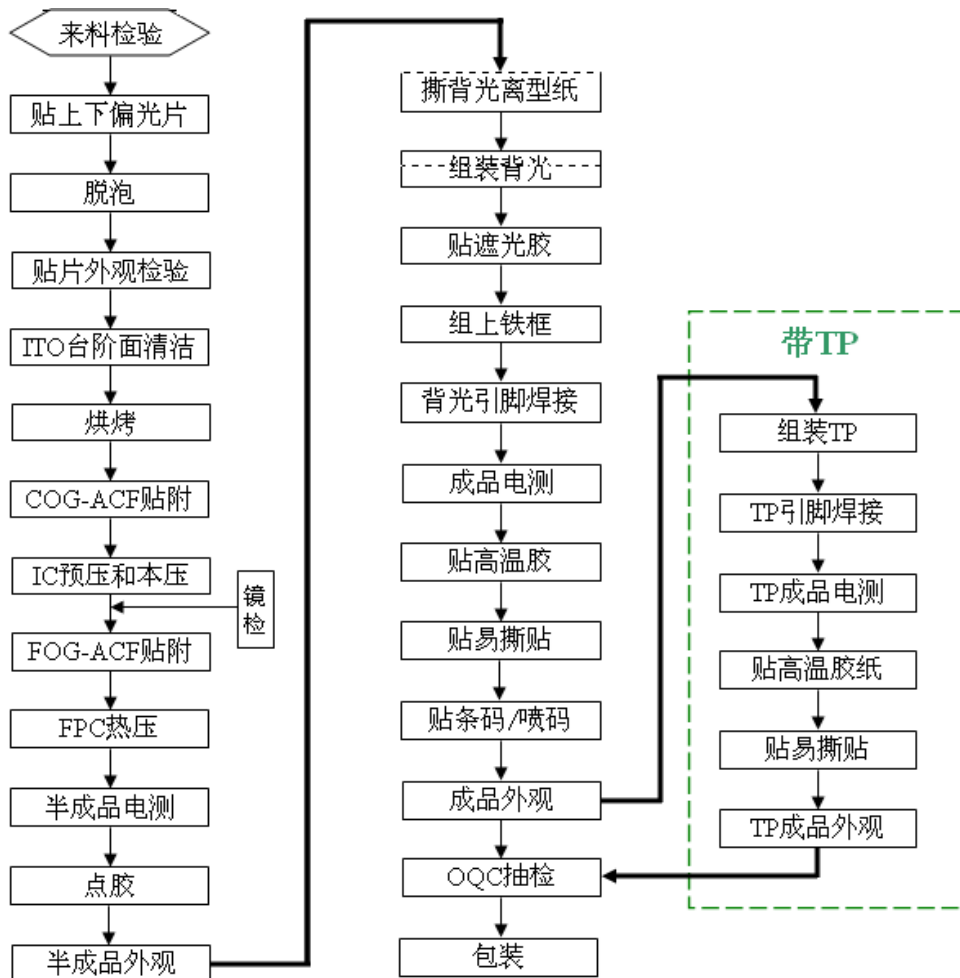 来料检验
贴上下偏光片
脱泡
贴片外观检验
ITO台阶面清洁
烘烤
COG-ACF贴附
IC预压和本压
镜
检
FOG-ACF贴附
FPC热压
半成品电测
点胶
半成品外观
撕背光离型纸
组装背光
贴遮光胶
组上铁框
背光引脚焊接
成品电测
贴高温胶
贴易撕贴
贴条码/喷码
成品外观
OQC抽检
包装
带TP
组装TP
TP引脚焊接
TP成品电测
贴高温胶纸
贴易撕贴
TP成品外观